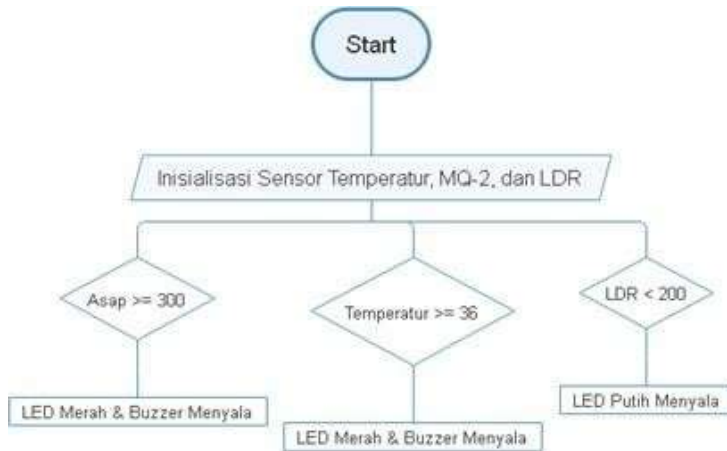 Start
Inisialisasi Sensor Temperatur, MQ-2, dan LDR
Asap >= 300
Temperatur >= 36
LDR < 200
LED Merah & Buzzer Menyala
LED Merah & Buzzer Menyala
LED Putih Menyala